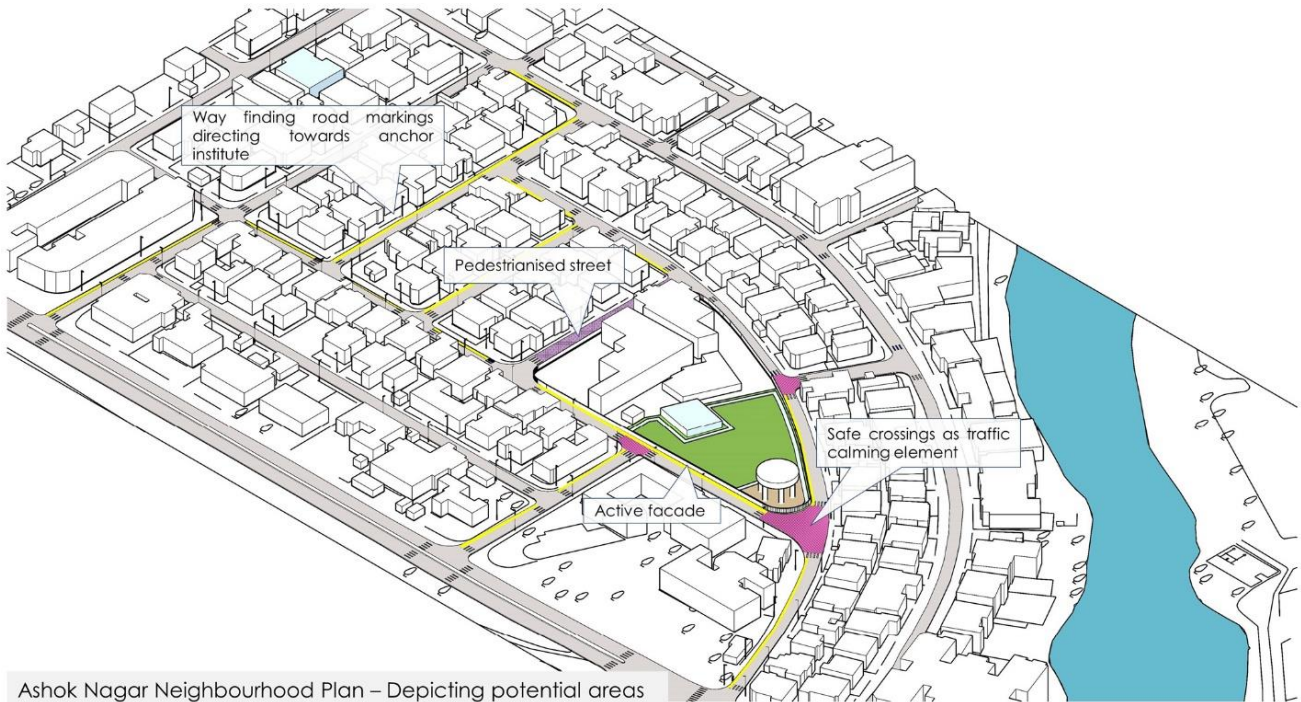 Way finding road markings
directing towards anchor
institute
Pedestrianised street
Safe crossings as traffic
calming element
Active facade
Ashok Nagar Neighbourhood Plan – Depicting potential areas